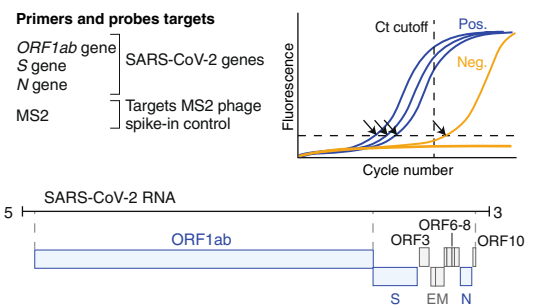 Primers and probes targets
ORF1ab gene
S gene
N gene
SARS-CoV-2 genes
MS2
Targets MS2 phage
spike-in control
Ct cutoff
Pos.
Neg.
Fluorescence
Cycle number
SARS-CoV-2 RNA
5
3
ORF1ab
ORF6-8
ORF3
ORF10
S
EM
N